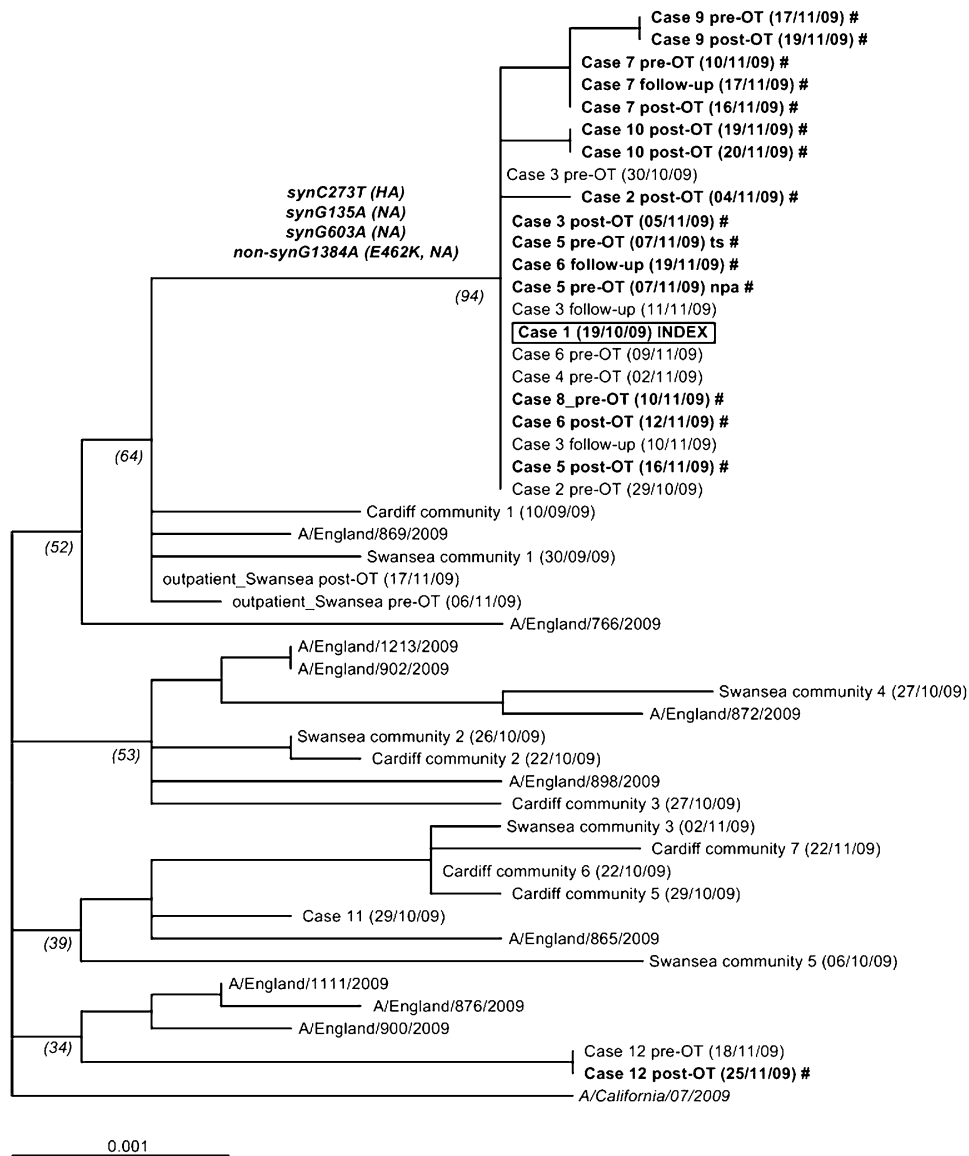 Case 9 pre-OT (17/11/09) #
Case 9 post-OT (19/11/09) #
Case 7 pre-OT (10/11/09) #
Case 7 follow-up (17/11/09) #
Case 7 post-OT (16/11/09) #
Case 10 post-OT (19/11/09) #
Case 10 post-OT (20/11/09) #
Case 3 pre-OT (30/10/09)
Case 2 post-OT (04/11/09) #
synC273T (HA)
synG135A (NA)
synG603A (NA)
non-synG1384A (E462K, NA)
(94)
Case 3 post-OT (05/11/09) #
Case 5 pre-OT (07/11/09) ts #
Case 6 follow-up (19/11/09) #
Case 5 pre-OT (07/11/09) npa #
Case 3 follow-up (11/11/09)
Case 1 (19/10/09) INDEX
Case 6 pre-OT (09/11/09)
Case 4 pre-OT (02/11/09)
Case 8_pre-OT (10/11/09) #
Case 6 post-OT (12/11/09) #
Case 3 follow-up (10/11/09)
Case 5 post-OT (16/11/09) #
Case 2 pre-OT (29/10/09)
(64)
Cardiff community 1 (10/09/09)
A/England/869/2009
(52)
Swansea community 1 (30/09/09)
outpatient_Swansea post-OT (17/11/09)
outpatient_Swansea pre-OT (06/11/09)
A/England/766/2009
A/England/1213/2009
A/England/902/2009
Swansea community 4 (27/10/09)
A/England/872/2009
Swansea community 2 (26/10/09)
(53)
Cardiff community 2 (22/10/09)
A/England/898/2009
Cardiff community 3 (27/10/09)
Swansea community 3 (02/11/09)
Cardiff community 7 (22/11/09)
Cardiff community 6 (22/10/09)
Cardiff community 5 (29/10/09)
Case 11 (29/10/09)
(39)
A/England/865/2009
Swansea community 5 (06/10/09)
A/England/1111/2009
A/England/876/2009
A/England/900/2009
(34)
Case 12 pre-OT (18/11/09)
Case 12 post-OT (25/11/09) #
A/California/07/2009
0.001